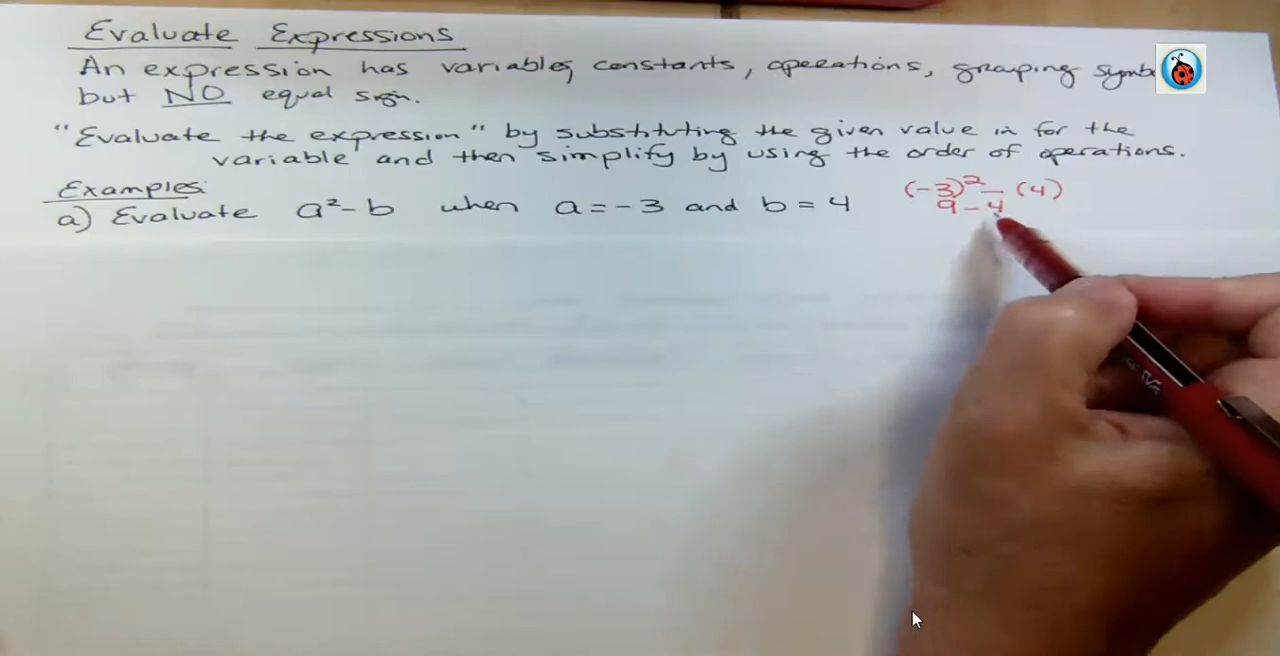 Evaluate Expressions
An expression has variables, constants, operations, grouping symb
but NO equal sign.
"Evaluate the expression" by substituting the given value in for the
variable and then simplify by using the order of operations.
Examples:
a) Evaluate a² - b when a = -3 and b = 4
(-3)² - (4)
9 - 4